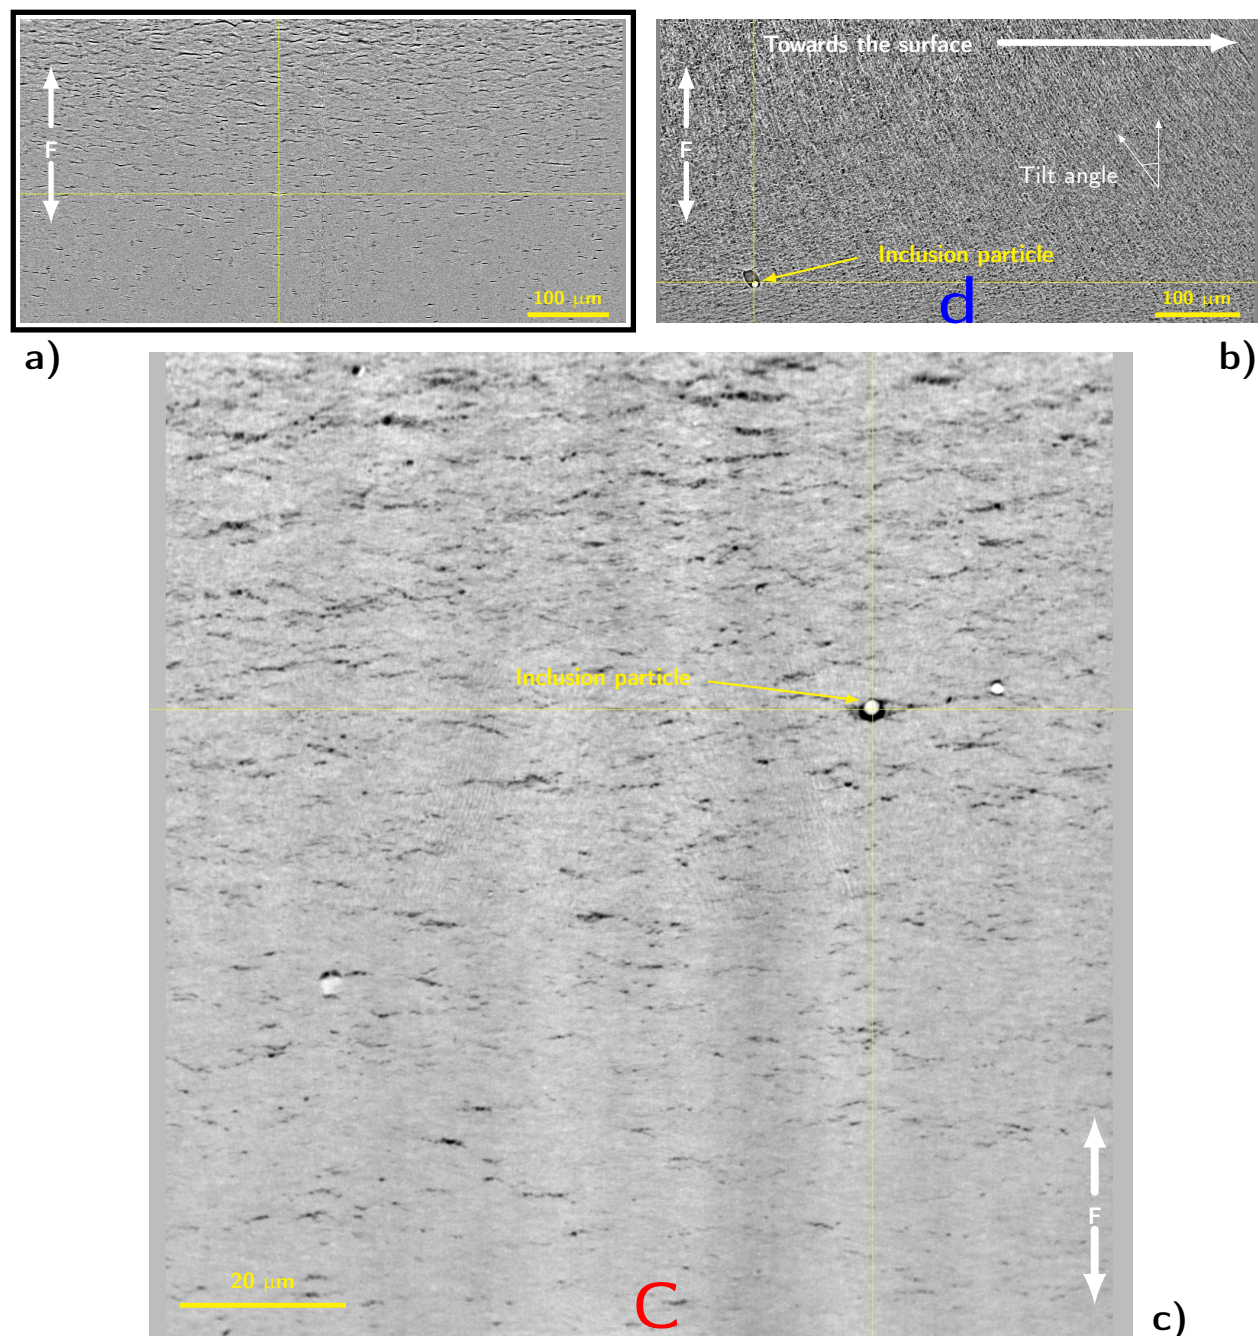 F
100 μm
a)
Towards the surface
F
Tilt angle
Inclusion particle
d
100 μm
b)
Inclusion particle
F
20 μm
C
c)